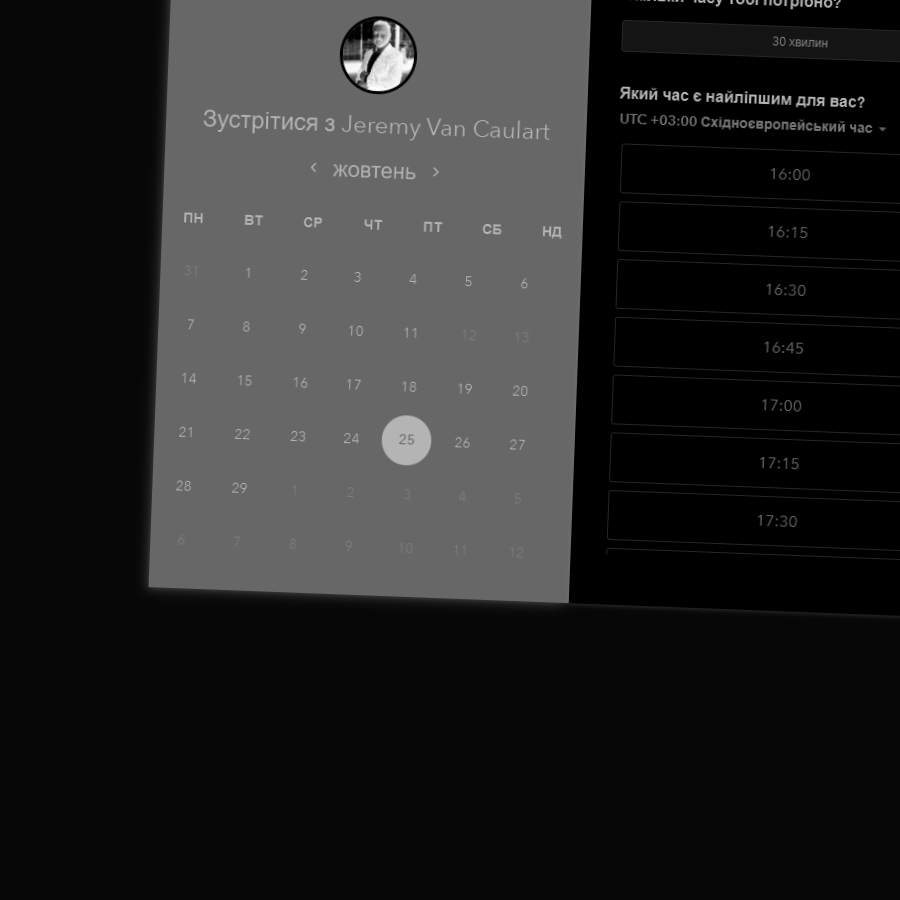 Зустрітися з Jeremy Van Caulart
жовтень
ПН ВТ СР ЧТ ПТ СБ НД
31 1 2 3 4 5 6
7 8 9 10 11 12 13
14 15 16 17 18 19 20
21 22 23 24 25 26 27
28 29 1 2 3 4 5
6 7 8 9 10 11 12
часу тобі потрібно?
30 хвилин
Який час є найліпшим для вас?
UTC +03:00 Східноєвропейський час
16:00
16:15
16:30
16:45
17:00
17:15
17:30